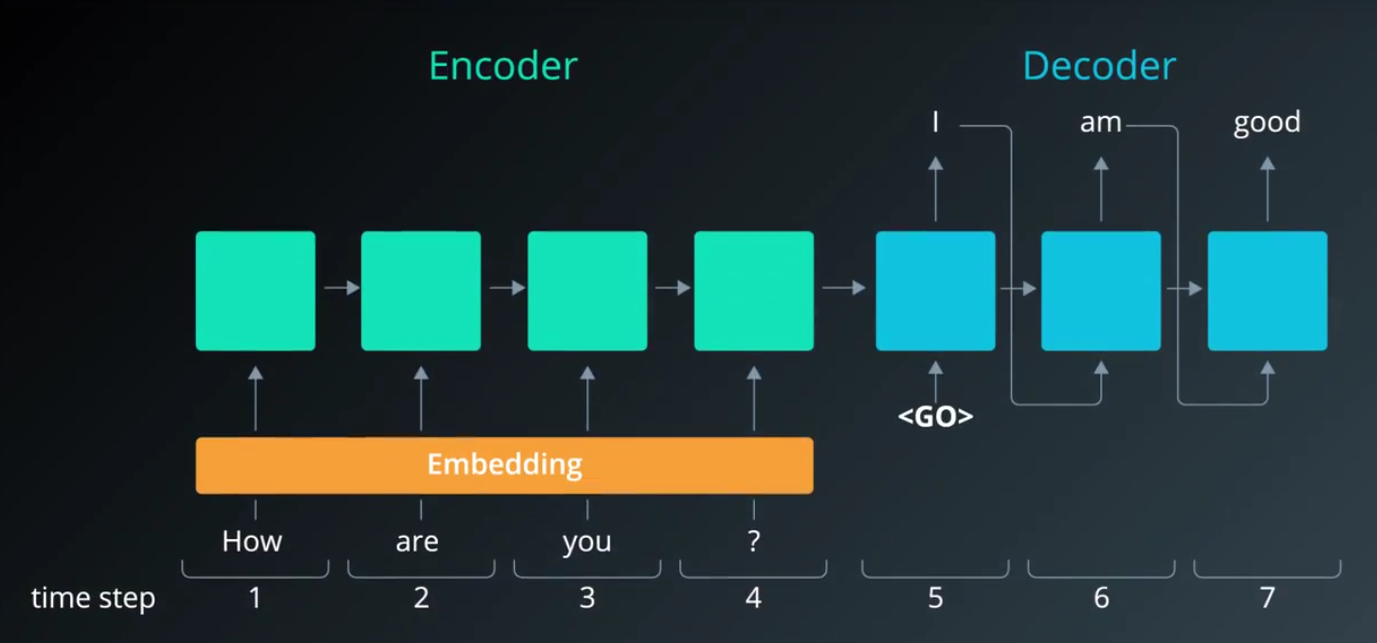 Encoder Decoder
I am good
<GO>
Embedding
How are you ?
time step 1 2 3 4 5 6 7